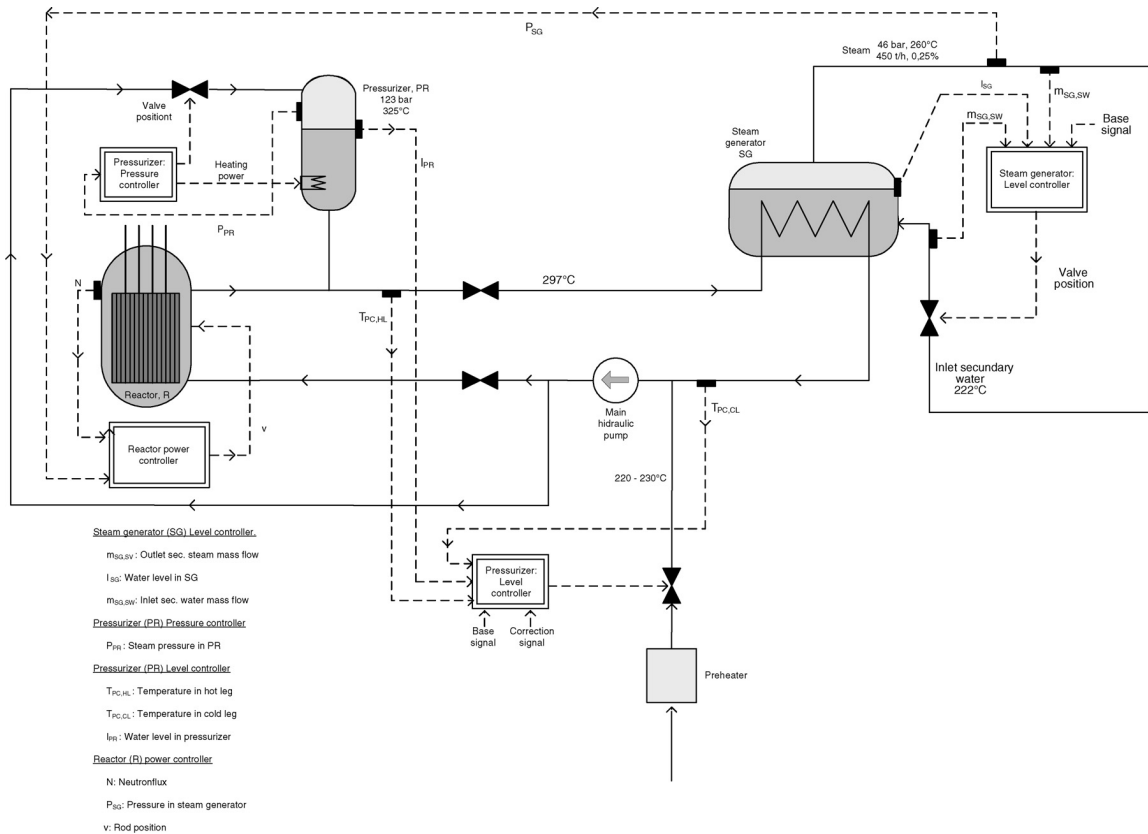 P_SG
Steam
46 bar, 260°C
450 t/h, 0,25%
Valve
positiont
Pressurizer, PR
123 bar
325°C
Pressurizer:
Pressure
controller
Heating
power
l_PR
P_PR
Steam
generator
SG
l_SG
m_SG,SW
m_SG,SW
Base
signal
Steam generator:
Level controller
N
T_PC,HL
297°C
Valve
position
Reactor, R
Main
hidraulic
pump
T_PC,CL
Inlet secundary
water
222°C
Reactor power
controller
v
220 - 230°C
Steam generator (SG) Level controller.
m_SG,SV : Outlet sec. steam mass flow
l_SG: Water level in SG
m_SG,SW : Inlet sec. water mass flow
Pressurizer (PR) Pressure controller
P_PR : Steam pressure in PR
Pressurizer (PR) Level controller
T_PC,HL : Temperature in hot leg
T_PC,CL : Temperature in cold leg
l_PR : Water level in pressurizer
Reactor (R) power controller
N: Neutronflux
P_SG: Pressure in steam generator
v: Rod position
Pressurizer:
Level
controller
Base
signal
Correction
signal
Preheater